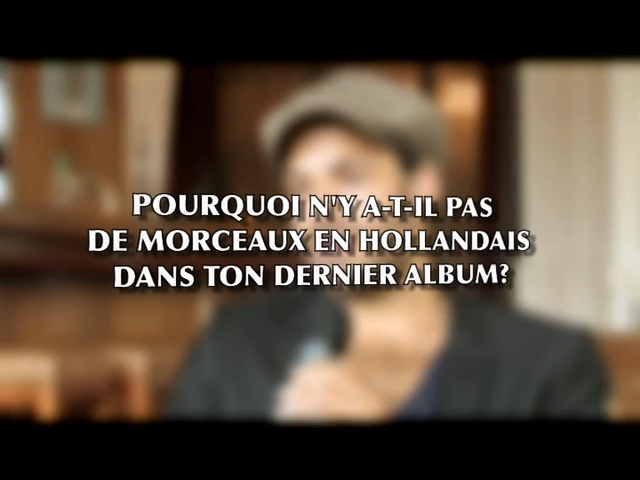 POURQUOI N'Y A-T-IL PAS
DE MORCEAUX EN HOLLANDAIS
DANS TON DERNIER ALBUM?